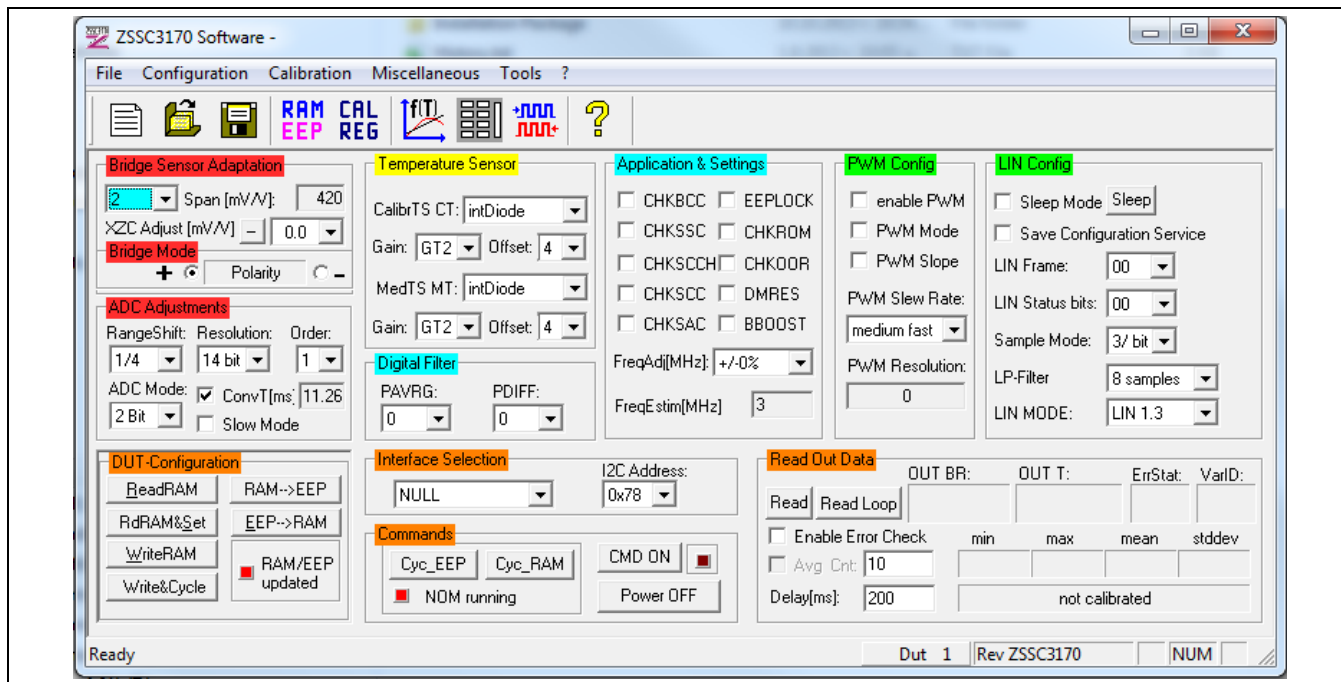 ZSSC3170 Software -
File Configuration Calibration Miscellaneous Tools ?
RAM EEP
CAL REG
f(T)
?
Bridge Sensor Adaptation
2 Span [mV/V]: 420
XZC Adjust [mV/V] - 0.0
Bridge Mode
+ Polarity -
ADC Adjustments
RangeShift: Resolution: Order:
1/4 14 bit 1
ADC Mode: ConvT[ms] 11.26
2 Bit Slow Mode
Temperature Sensor
CalibrTS CT: intDiode
Gain: GT2 Offset: 4
MedTS MT: intDiode
Gain: GT2 Offset: 4
Digital Filter
PAVRG: PDIFF:
0 0
Application & Settings
CHKBCC EEPLOCK
CHKSSC CHKROM
CHKSCCH CHKOOR
CHKSCC DMRES
CHKSAC BBOOST
FreqAdj[MHz]: +/-0%
FreqEstim[MHz] 3
PWM Config
enable PWM
PWM Mode
PWM Slope
PWM Slew Rate:
medium fast
PWM Resolution:
0
LIN Config
Sleep Mode Sleep
Save Configuration Service
LIN Frame: 00
LIN Status bits: 00
Sample Mode: 3/ bit
LP-Filter 8 samples
LIN MODE: LIN 1.3
DUT-Configuration
ReadRAM RAM-->EEP
RdRAM&Set EEP-->RAM
WriteRAM RAM/EEP
Write&Cycle updated
Interface Selection
I2C Address:
NULL 0x78
Commands
Cyc_EEP Cyc_RAM CMD ON
NOM running Power OFF
Read Out Data
OUT BR: OUT T: ErrStat: VarID:
Read Read Loop
Enable Error Check min max mean stddev
Avg Cnt: 10
Delay[ms]: 200 not calibrated
Ready Dut 1 Rev ZSSC3170 NUM